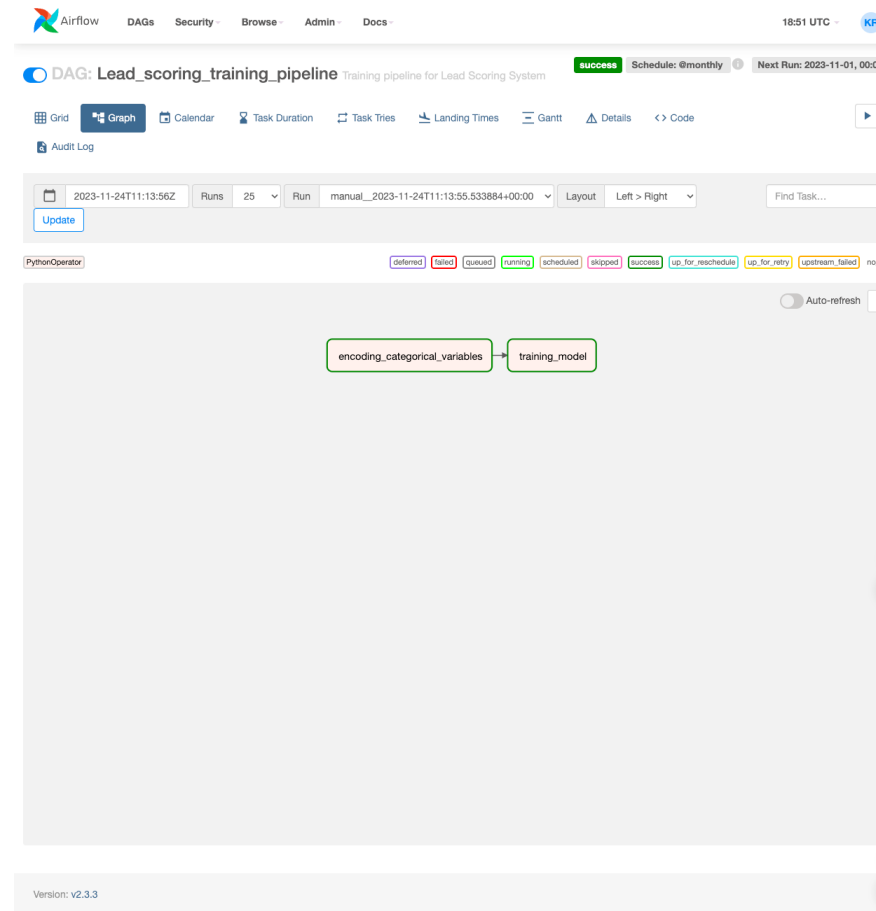 Airflow DAGs Security Browse Admin Docs 18:51 UTC
DAG: Lead_scoring_training_pipeline Training pipeline for Lead Scoring System success Schedule: @monthly Next Run: 2023-11-01,
Grid Graph Calendar Task Duration Task Tries Landing Times Gantt Details <> Code
Audit Log
2023-11-24T11:13:56Z Runs 25 Run manual__2023-11-24T11:13:55.533884+00:00 Layout Left > Right Find Task...
Update
PythonOperator deferred failed queued running scheduled skipped success up_for_reschedule up_for_retry upstream_failed no
Auto-refresh
encoding_categorical_variables training_model
Version: v2.3.3